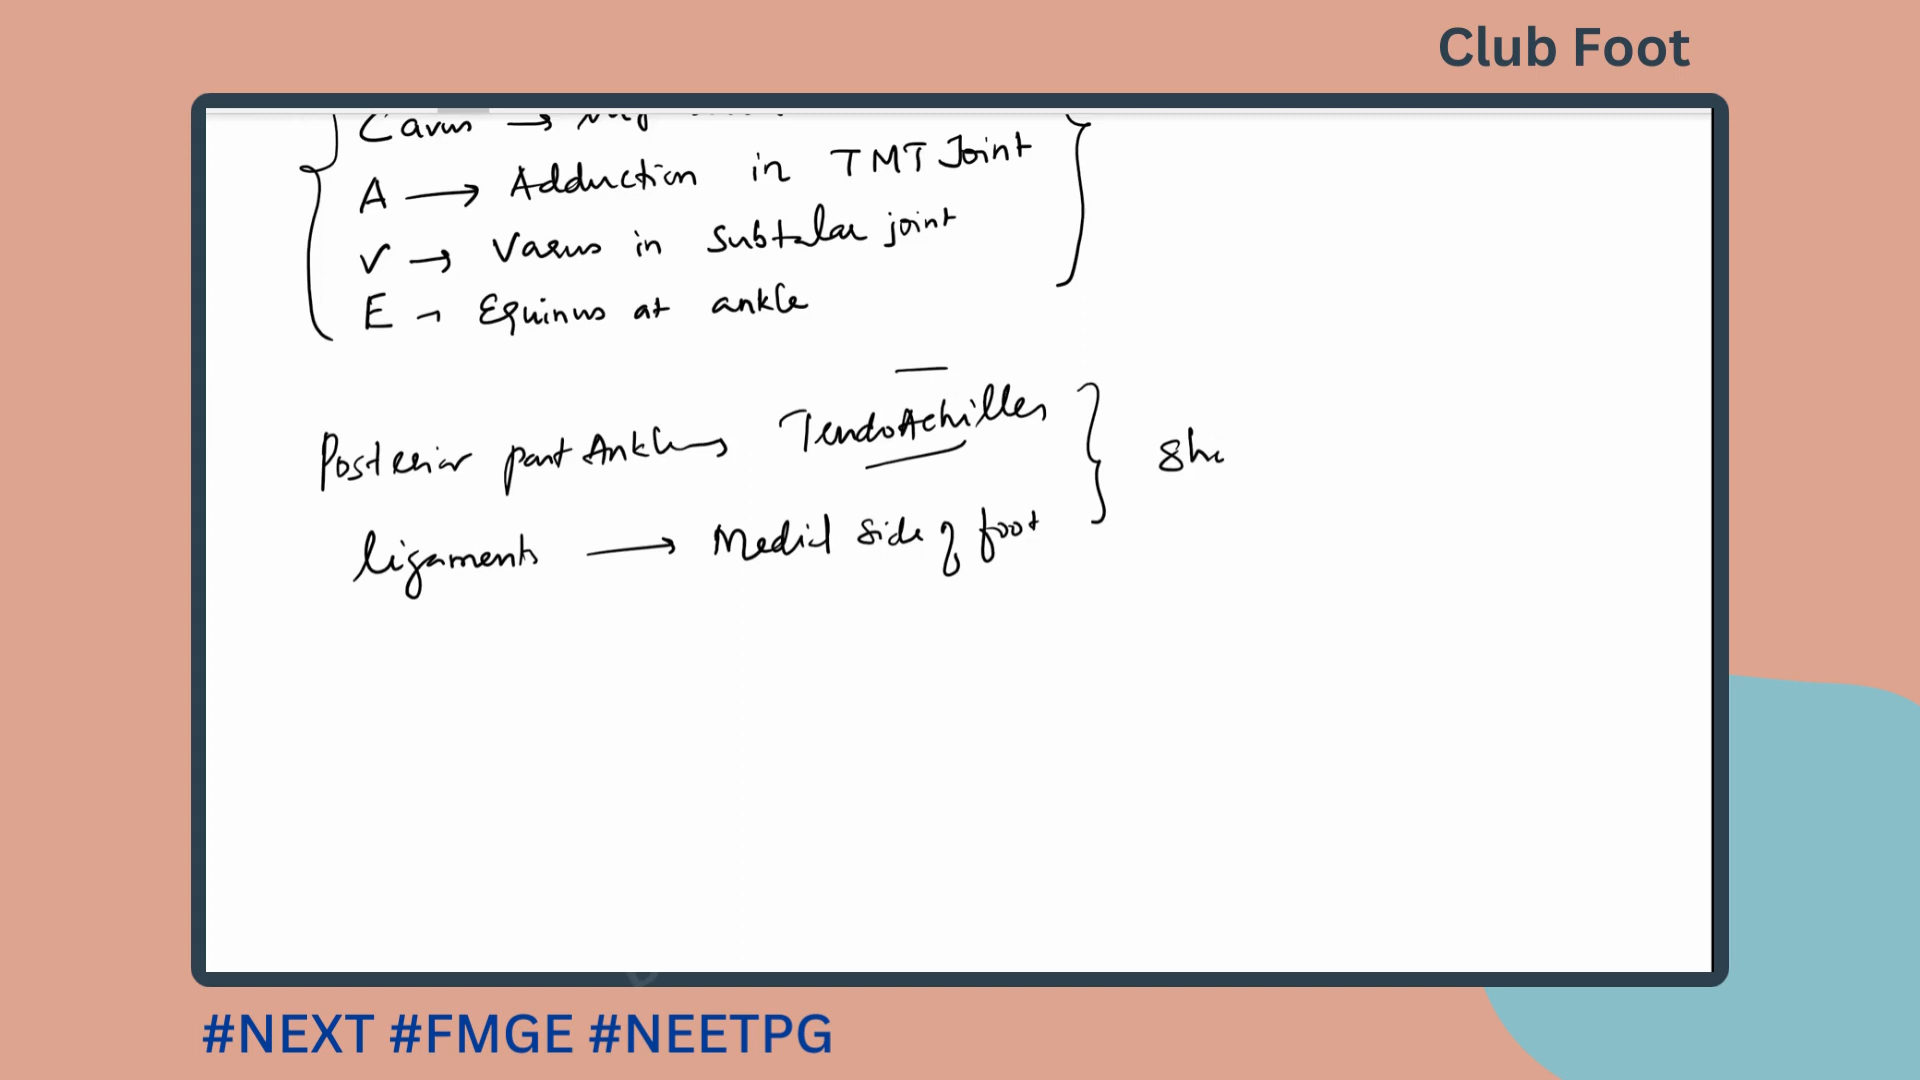 Club Foot
Cavus →
A → Adduction in TMT Joint
V → Varus in Subtalar joint
E → Equinus at ankle
Posterior part Ankle → TendoAchilles
ligaments → Medial Side of foot
Sho
#NEXT #FMGE #NEETPG